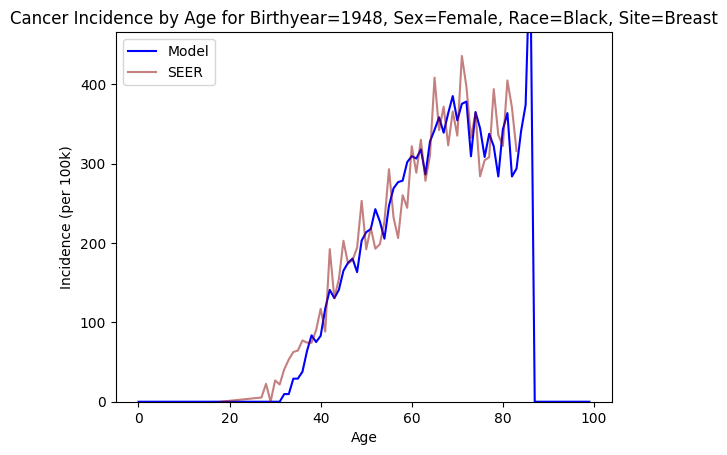 Cancer Incidence by Age for Birthyear=1948, Sex=Female, Race=Black, Site=Breast
Model
SEER
400
300
200
100
0
Incidence (per 100k)
0 20 40 60 80 100
Age